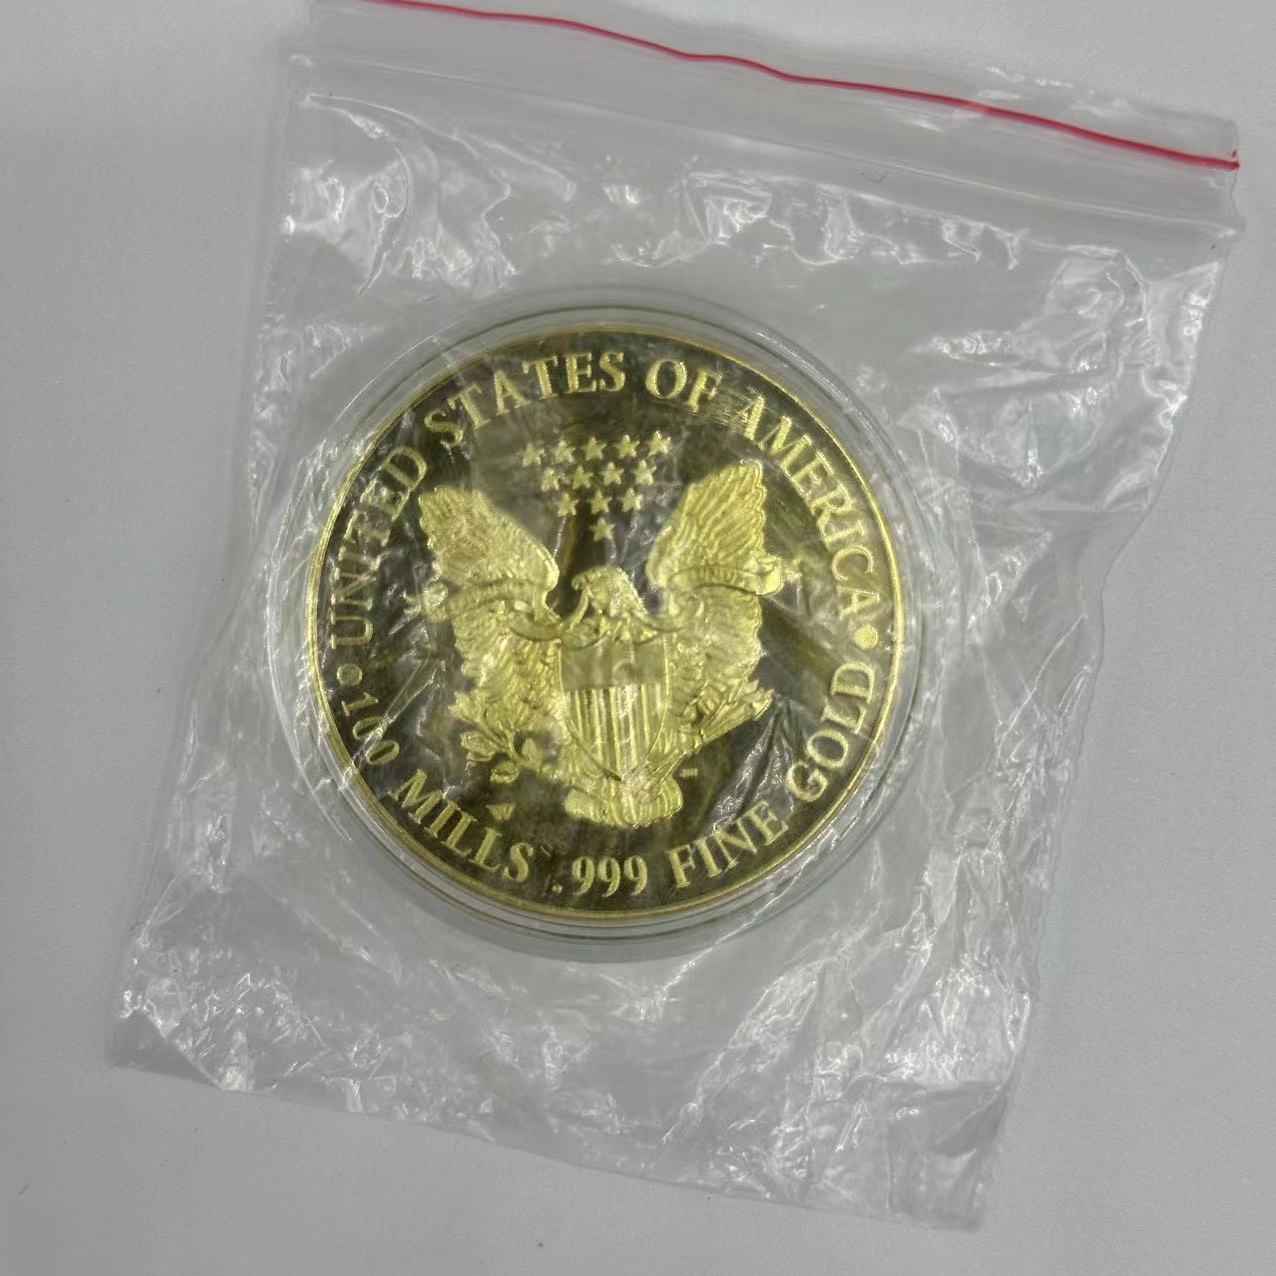 UNITED STATES OF AMERICA
• 100 MILLS .999 FINE GOLD •